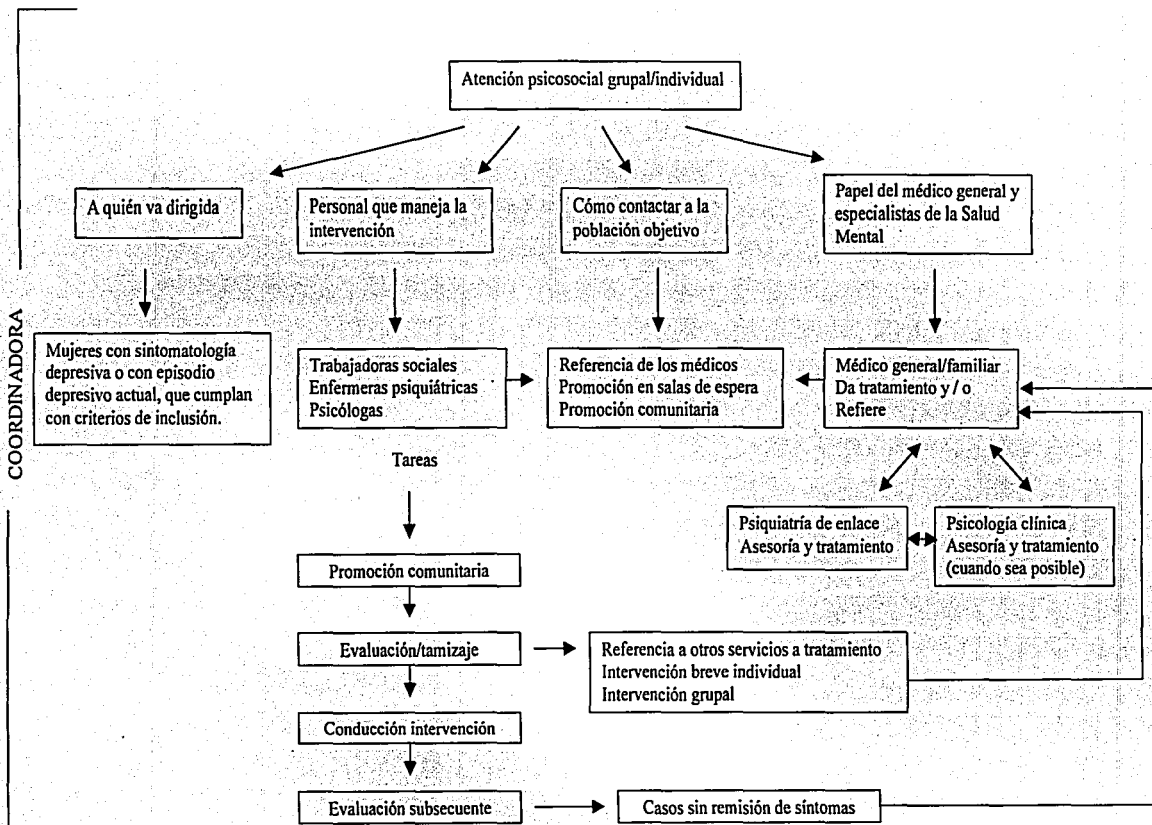 Atención psicosocial grupal/individual
A quién va dirigida
Personal que maneja la
intervención
Cómo contactar a la
población objetivo
Papel del médico general y
especialistas de la Salud
Mental
COORDINADORA
Mujeres con sintomatología
depresiva o con episodio
depresivo actual, que cumplan
con criterios de inclusión.
Trabajadoras sociales
Enfermeras psiquiátricas
Psicólogas
Referencia de los médicos
Promoción en salas de espera
Promoción comunitaria
Médico general/familiar
Da tratamiento y / o
Refiere
Tareas
Psiquiatría de enlace
Asesoría y tratamiento
Psicología clínica
Asesoría y tratamiento
(cuando sea posible)
Promoción comunitaria
Evaluación/tamizaje
Referencia a otros servicios a tratamiento
Intervención breve individual
Intervención grupal
Conducción intervención
Evaluación subsecuente
Casos sin remisión de síntomas